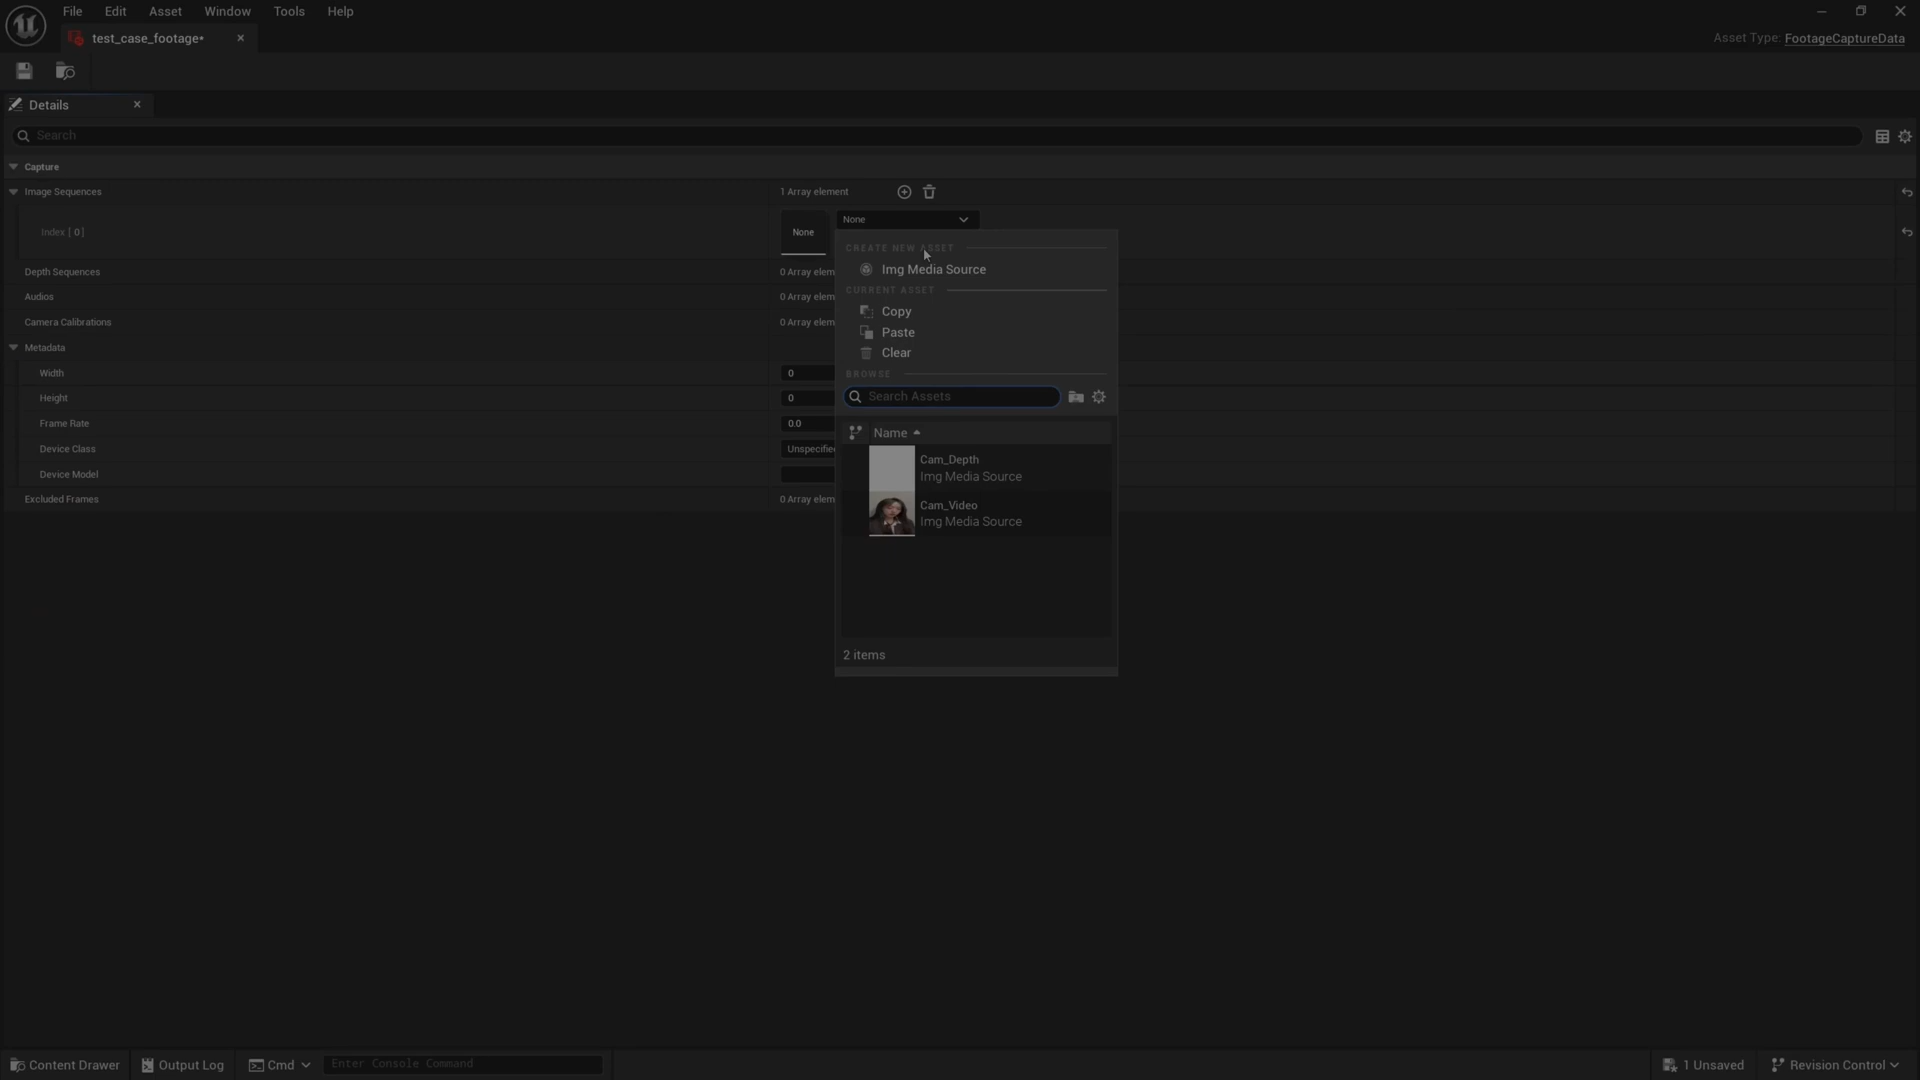 File Edit Asset Window Tools Help
test_case_footage•
Asset Type: FootageCaptureData
Details
Search
Capture
Image Sequences 1 Array element
Index [ 0 ] None None
CREATE NEW ASSET
Img Media Source
CURRENT ASSET
Copy
Paste
Clear
BROWSE
Search Assets
Name
Cam_Depth
Img Media Source
Cam_Video
Img Media Source
2 items
Depth Sequences 0 Array elem
Audios 0 Array elem
Camera Calibrations 0 Array elem
Metadata
Width 0
Height 0
Frame Rate 0.0
Device Class Unspecifie
Device Model
Excluded Frames 0 Array elem
Content Drawer Output Log Cmd Enter Console Command 1 Unsaved Revision Control